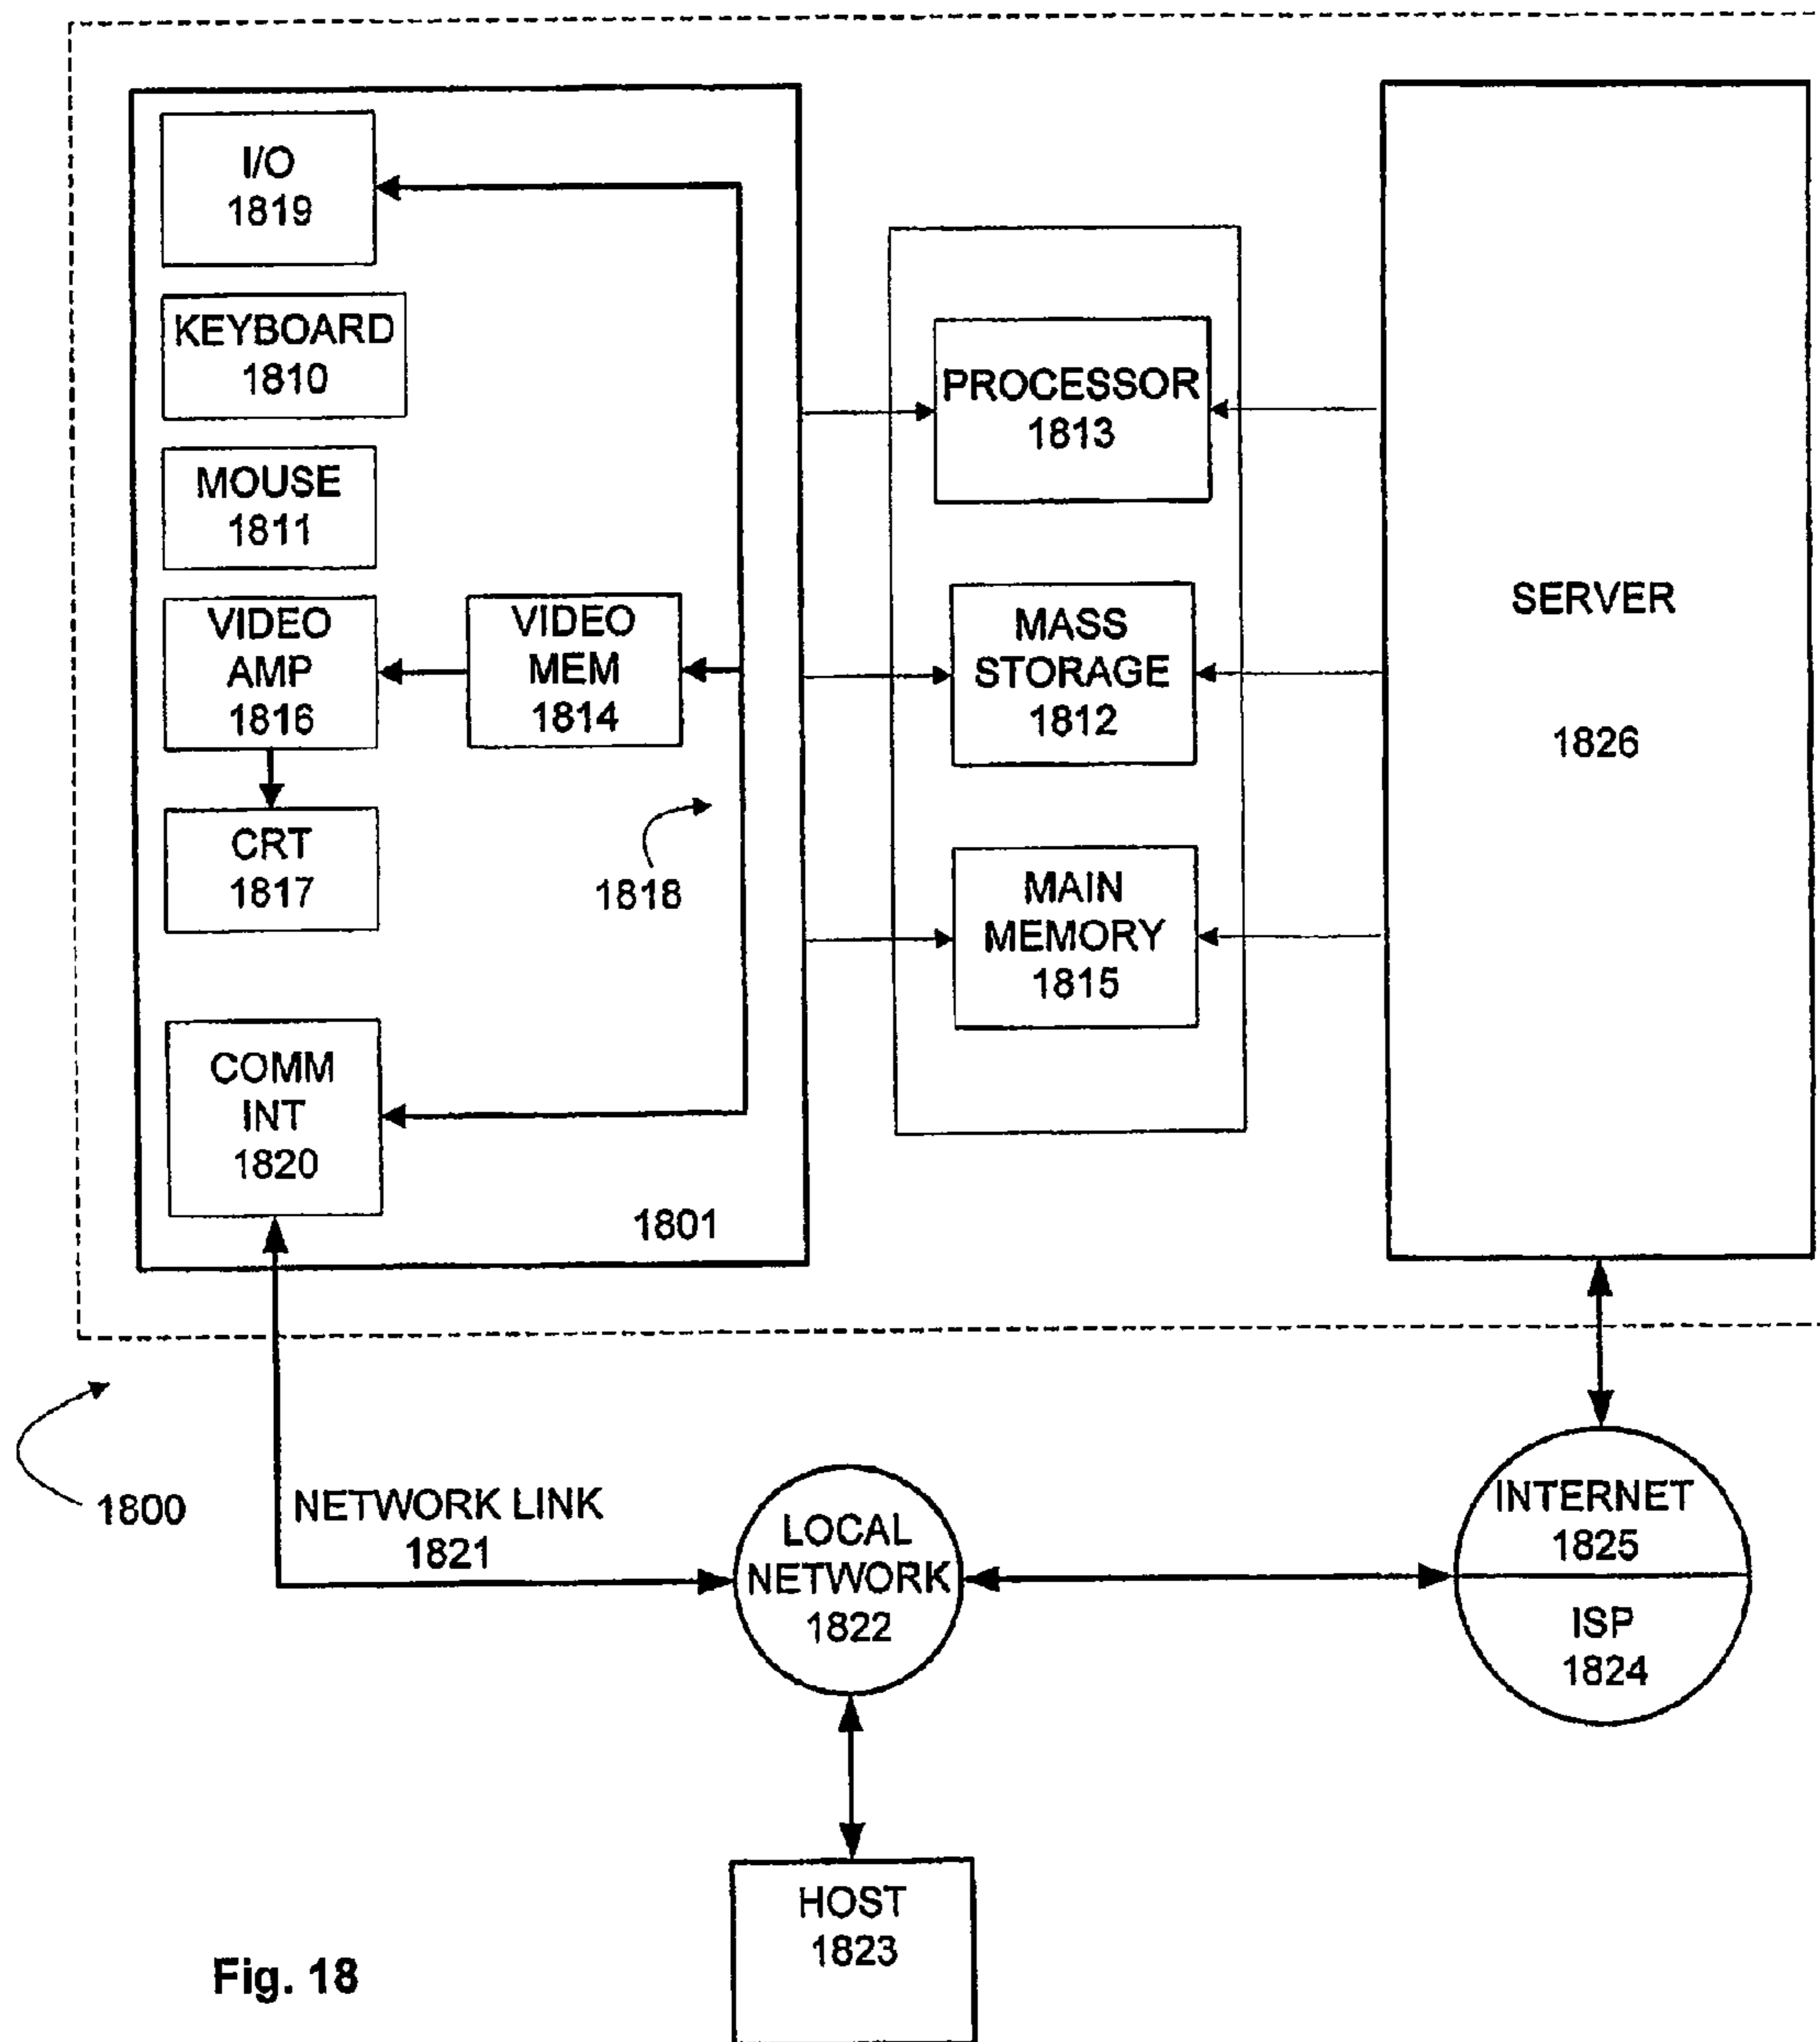 I/O
1819
KEYBOARD
1810
MOUSE
1811
VIDEO
AMP
1816
VIDEO
MEM
1814
CRT
1817
1818
COMM
INT
1820
1801
PROCESSOR
1813
MASS
STORAGE
1812
MAIN
MEMORY
1815
SERVER
1826
1800
NETWORK LINK
1821
LOCAL
NETWORK
1822
INTERNET
1825
ISP
1824
HOST
1823
Fig. 18